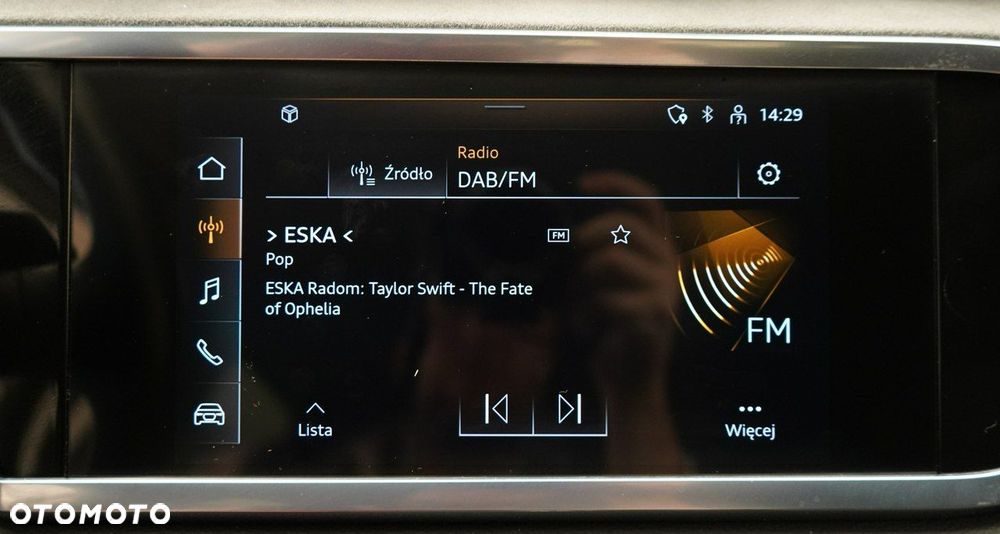 14:29
Źródło
Radio
DAB/FM
> ESKA <
FM
Pop
ESKA Radom: Taylor Swift - The Fate
of Ophelia
FM
Lista
Więcej
OTOMOTO